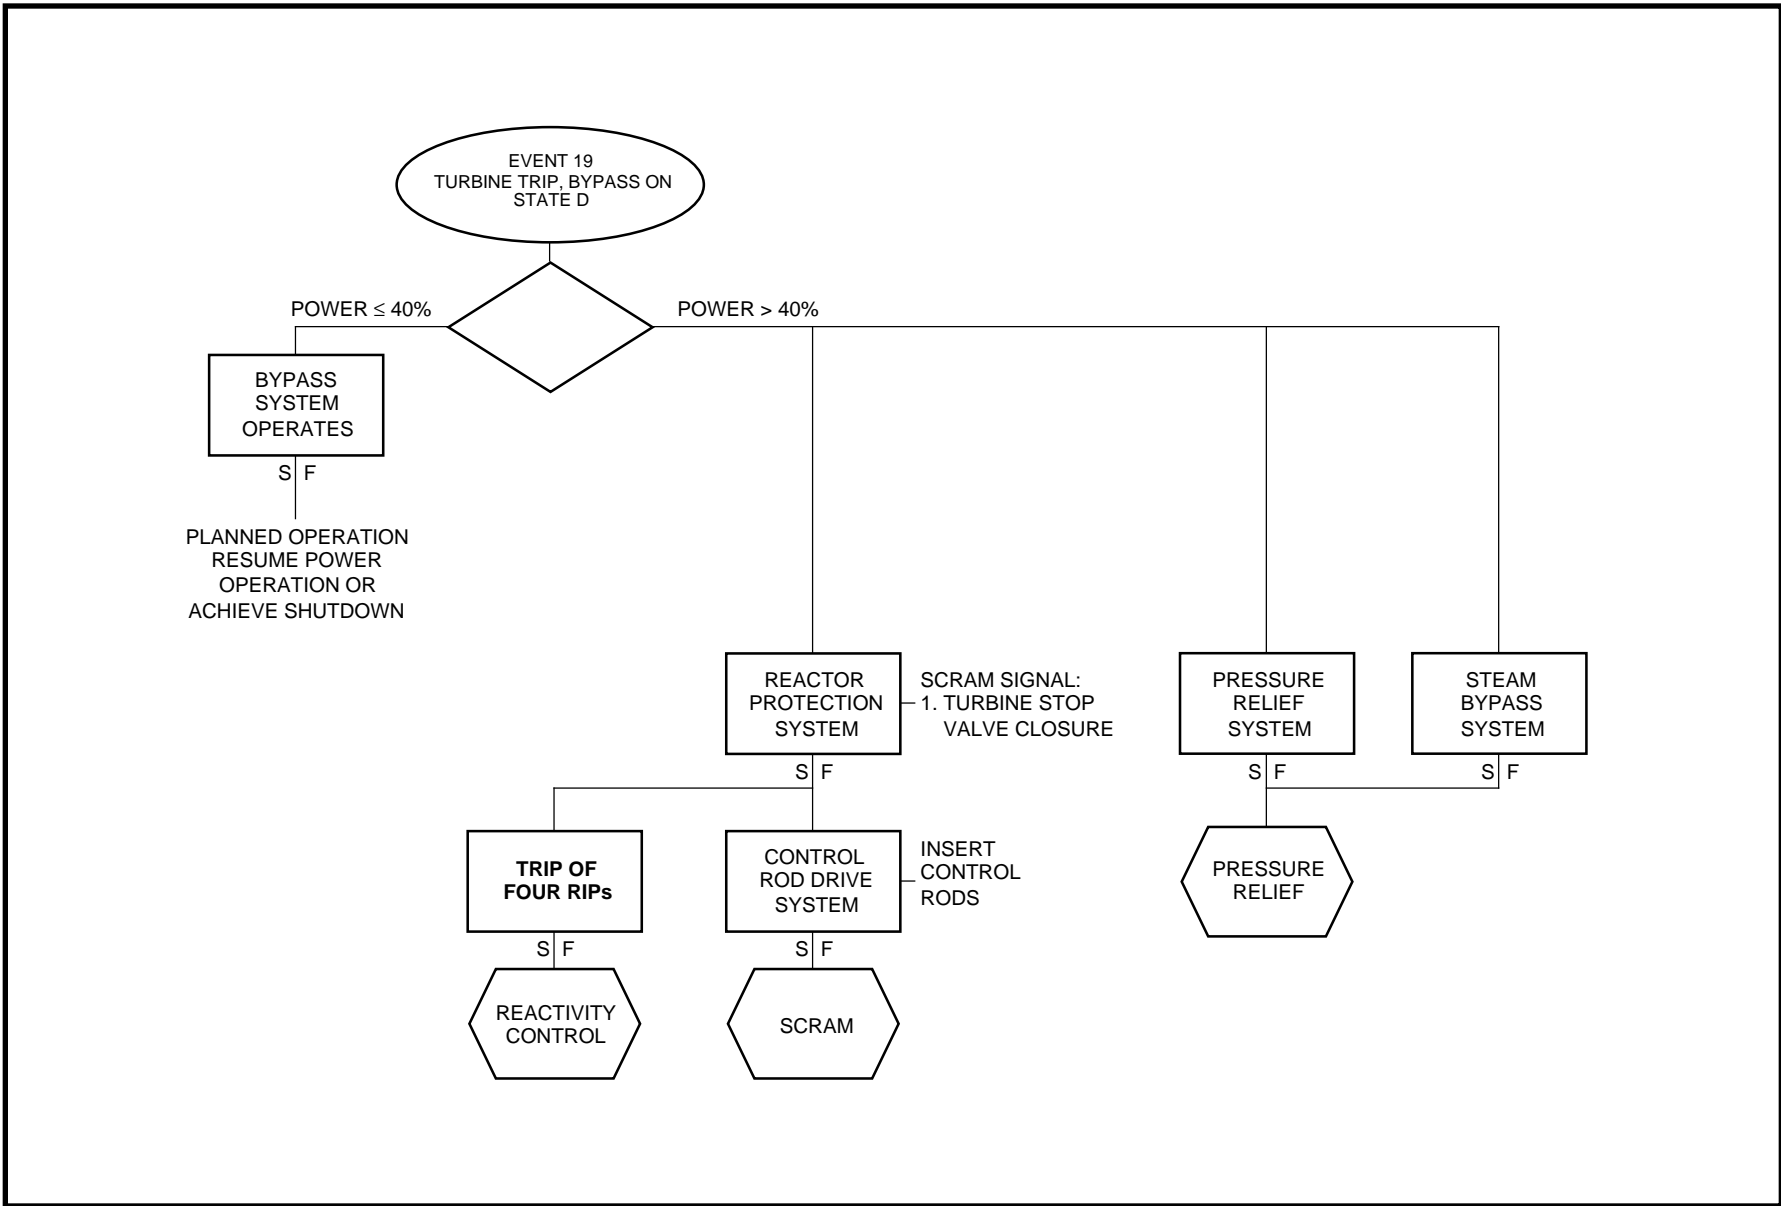 EVENT 19
TURBINE TRIP, BYPASS ON
STATE D
POWER ≤ 40%
POWER > 40%
BYPASS
SYSTEM
OPERATES
S F
PLANNED OPERATION
RESUME POWER
OPERATION OR
ACHIEVE SHUTDOWN
REACTOR
PROTECTION
SYSTEM
SCRAM SIGNAL:
1. TURBINE STOP
VALVE CLOSURE
PRESSURE
RELIEF
SYSTEM
STEAM
BYPASS
SYSTEM
S F
S F
S F
TRIP OF
FOUR RIPs
CONTROL
ROD DRIVE
SYSTEM
INSERT
CONTROL
RODS
PRESSURE
RELIEF
S F
S F
REACTIVITY
CONTROL
SCRAM